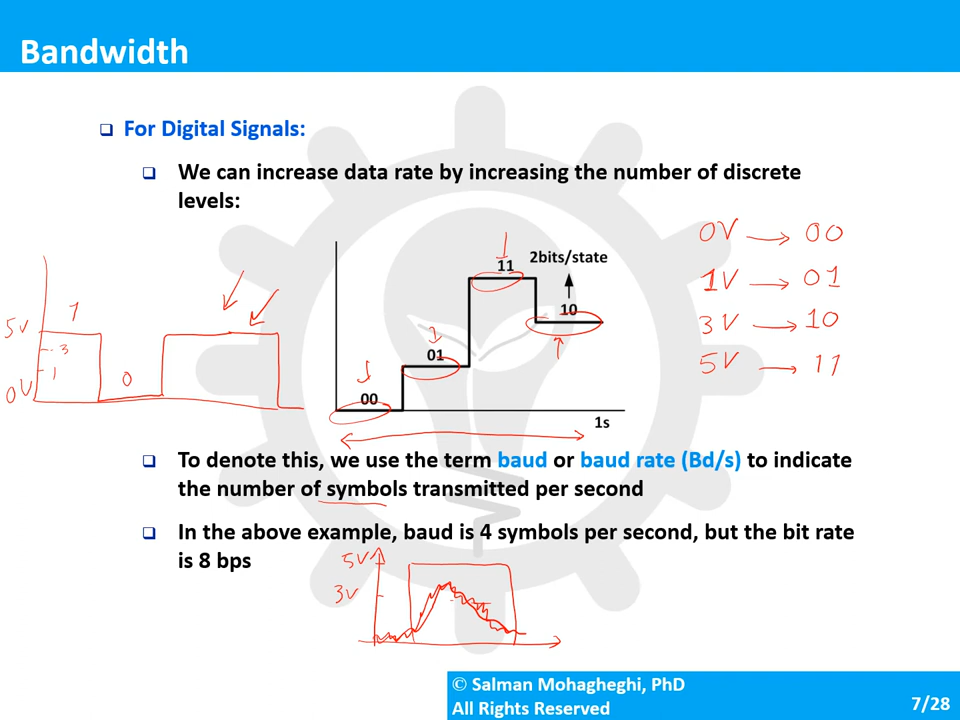 Bandwidth
For Digital Signals:
We can increase data rate by increasing the number of discrete
levels:
0V → 00
1V → 01
3V → 10
5V → 11
11
2bits/state
10
01
00
1s
5V
1
3
1
0V
0
To denote this, we use the term baud or baud rate (Bd/s) to indicate
the number of symbols transmitted per second
In the above example, baud is 4 symbols per second, but the bit rate
is 8 bps
5V
3V
© Salman Mohagheghi, PhD
All Rights Reserved
7/28